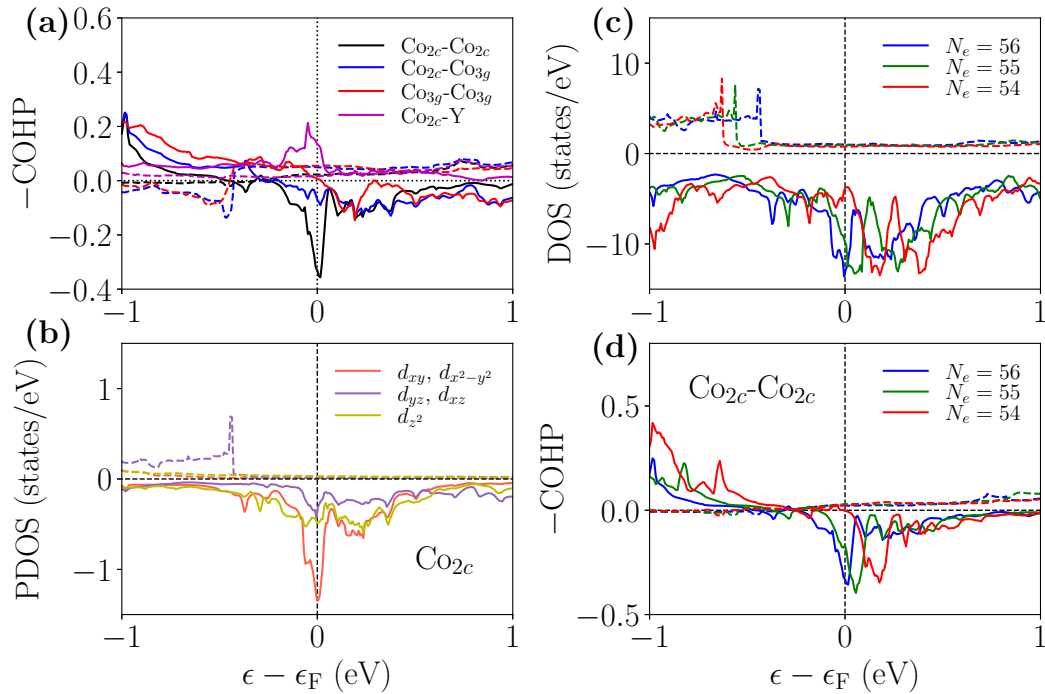 (a)
0.6
0.4
0.2
0.0
−0.2
−0.4
−COHP
Co2c-Co2c
Co2c-Co3g
Co3g-Co3g
Co2c-Y
−1
0
1
(b)
1
0
−1
PDOS (states/eV)
dxy, dx²−y²
dyz, dxz
dz²
Co2c
−1
0
1
ϵ − ϵF (eV)
(c)
10
0
−10
DOS (states/eV)
Ne = 56
Ne = 55
Ne = 54
−1
0
1
(d)
0.5
0.0
−0.5
−COHP
Co2c-Co2c
Ne = 56
Ne = 55
Ne = 54
−1
0
1
ϵ − ϵF (eV)